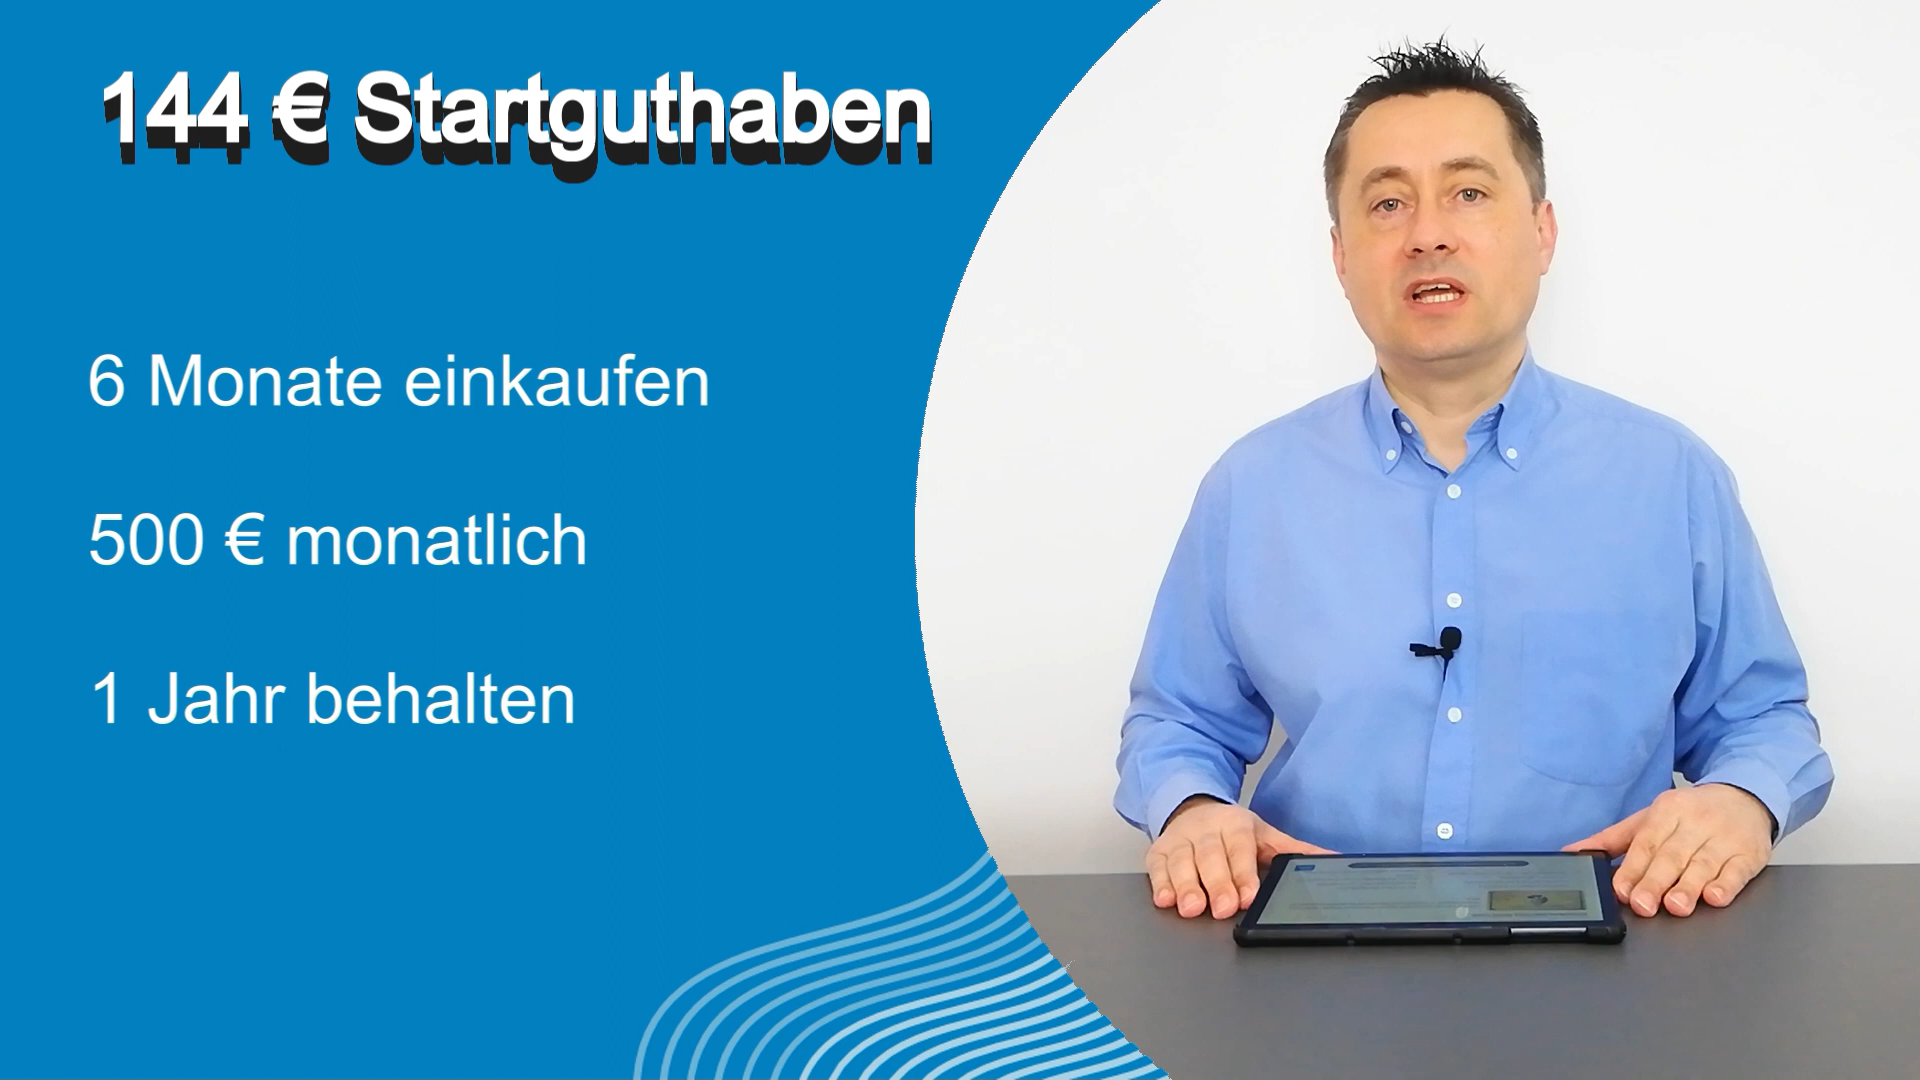 144 € Startguthaben
6 Monate einkaufen
500 € monatlich
1 Jahr behalten